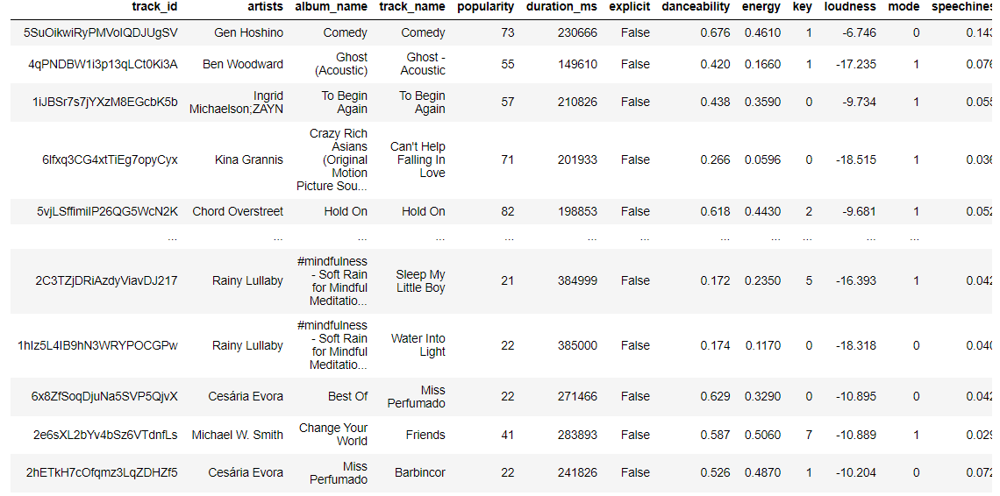 track_id artists album_name track_name popularity duration_ms explicit danceability energy key loudness mode speechines
5SuOikwiRyPMVoIQDJUgSV Gen Hoshino Comedy Comedy 73 230666 False 0.676 0.4610 1 -6.746 0 0.143
4qPNDBW1i3p13qLCt0Ki3A Ben Woodward Ghost (Acoustic) Ghost - Acoustic 55 149610 False 0.420 0.1660 1 -17.235 1 0.076
1iJBSr7s7jYXzM8EGcbK5b Ingrid Michaelson;ZAYN To Begin Again To Begin Again 57 210826 False 0.438 0.3590 0 -9.734 1 0.055
6lfxq3CG4xtTiEg7opyCyx Kina Grannis Crazy Rich Asians (Original Motion Picture Sou... Can't Help Falling In Love 71 201933 False 0.266 0.0596 0 -18.515 1 0.036
5vjLSffimiIP26QG5WcN2K Chord Overstreet Hold On Hold On 82 198853 False 0.618 0.4430 2 -9.681 1 0.052
... ... ... ... ... ... ... ... ... ... ... ...
2C3TZjDRiAzdyViavDJ217 Rainy Lullaby #mindfulness - Soft Rain for Mindful Meditatio... Sleep My Little Boy 21 384999 False 0.172 0.2350 5 -16.393 1 0.042
1hIz5L4IB9hN3WRYPOCGPw Rainy Lullaby #mindfulness - Soft Rain for Mindful Meditatio... Water Into Light 22 385000 False 0.174 0.1170 0 -18.318 0 0.040
6x8ZfSoqDjuNa5SVP5QjvX Cesária Evora Best Of Miss Perfumado 22 271466 False 0.629 0.3290 0 -10.895 0 0.042
2e6sXL2bYv4bSz6VTdnfLs Michael W. Smith Change Your World Friends 41 283893 False 0.587 0.5060 7 -10.889 1 0.029
2hETkH7cOfqmz3LqZDHZf5 Cesária Evora Miss Perfumado Barbincor 22 241826 False 0.526 0.4870 1 -10.204 0 0.072